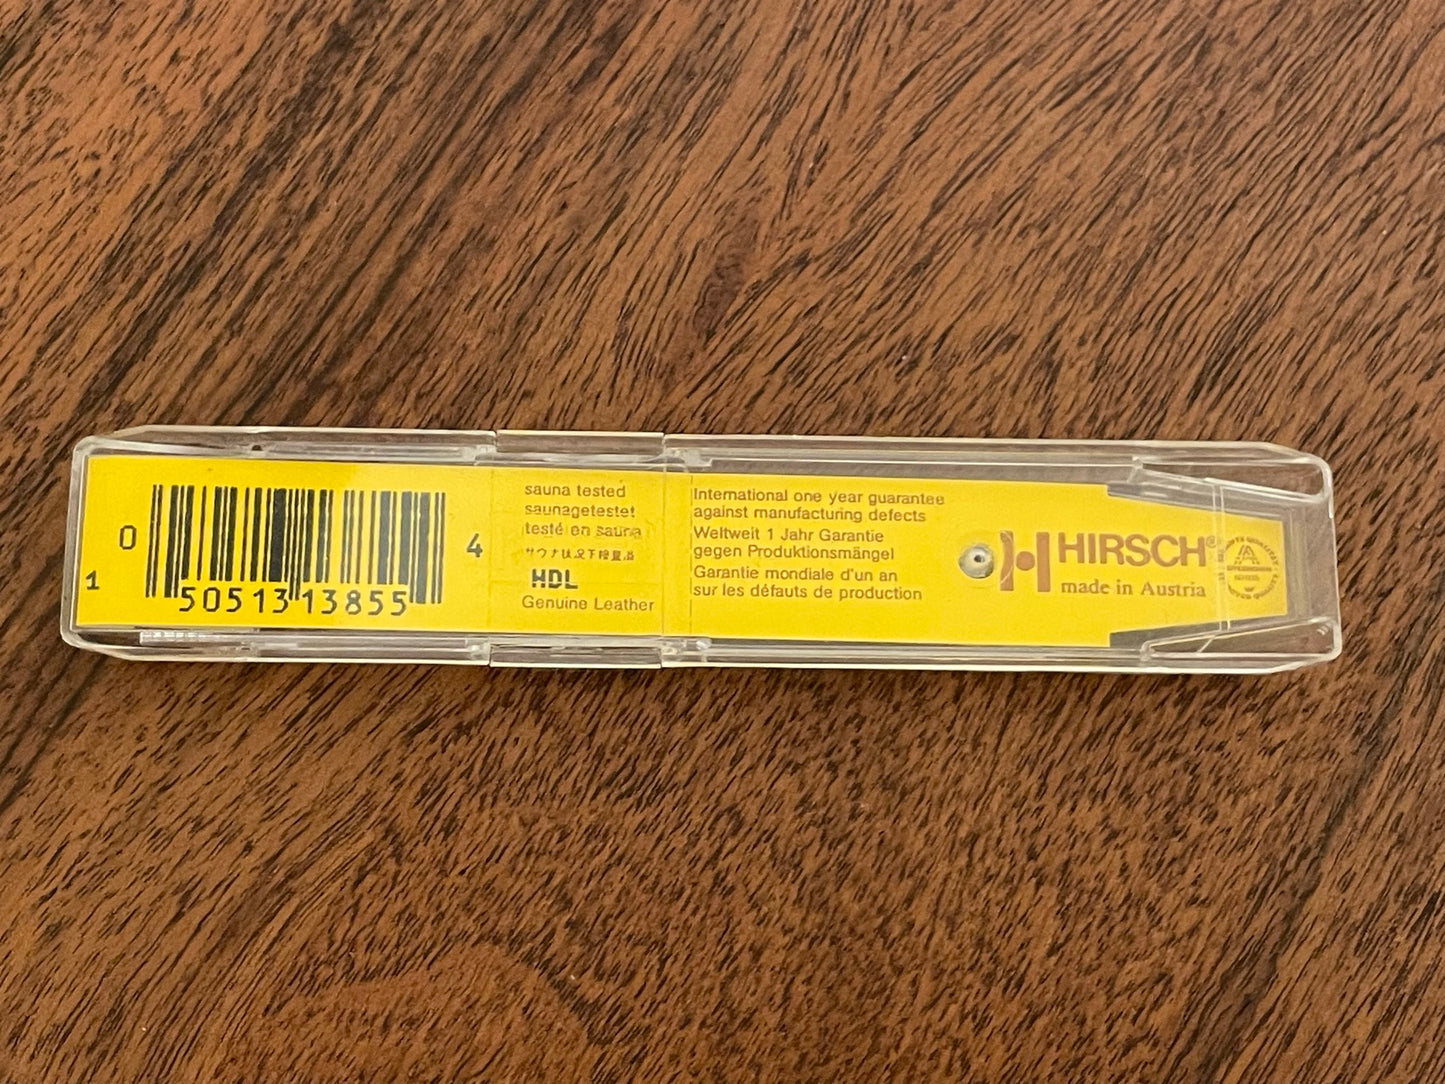 0
1
50513 13855
4
sauna tested
saunagetestet
testé en sauna
HDL
Genuine Leather
International one year guarantee
against manufacturing defects
Weltweit 1 Jahr Garantie
gegen Produktionsmängel
Garantie mondiale d'un an
sur les défauts de production
HIRSCH®
made in Austria